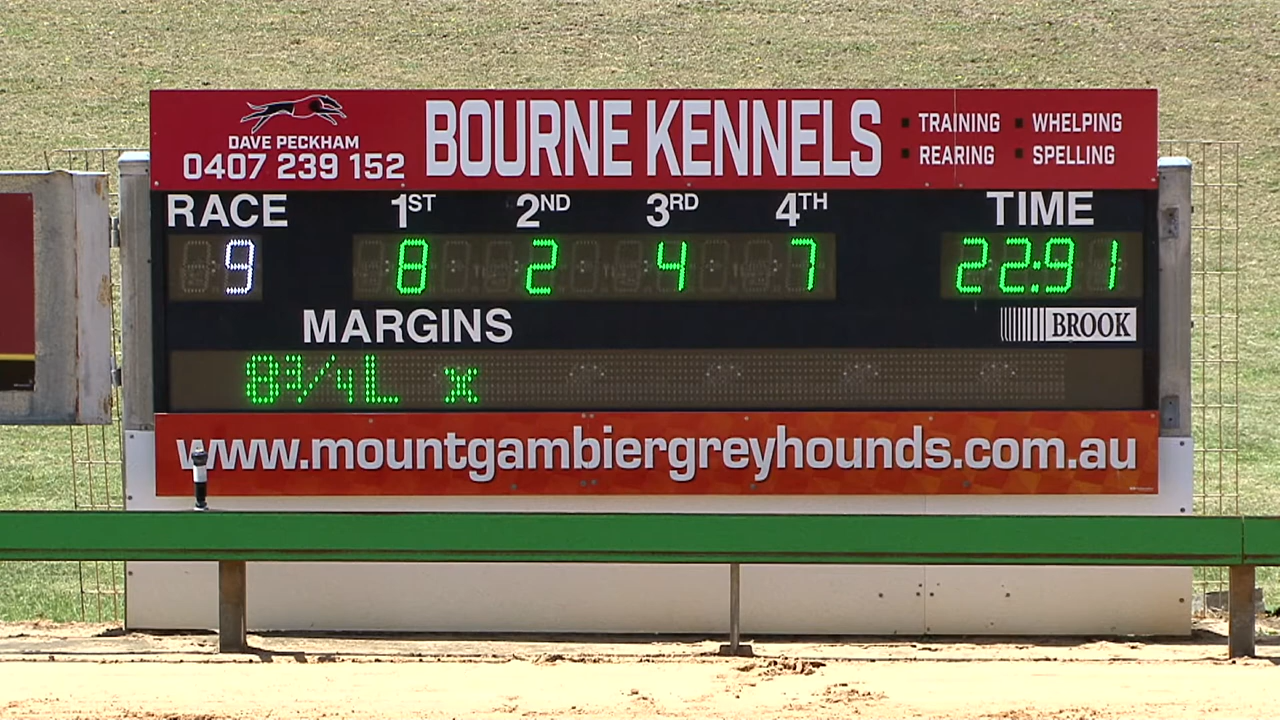 DAVE PECKHAM
0407 239 152
BOURNE KENNELS
▪ TRAINING ▪ WHELPING
▪ REARING ▪ SPELLING
RACE 1ST 2ND 3RD 4TH TIME
9 8 2 4 7 22:91
MARGINS
BROOK
8 3/4L x
www.mountgambiergreyhounds.com.au